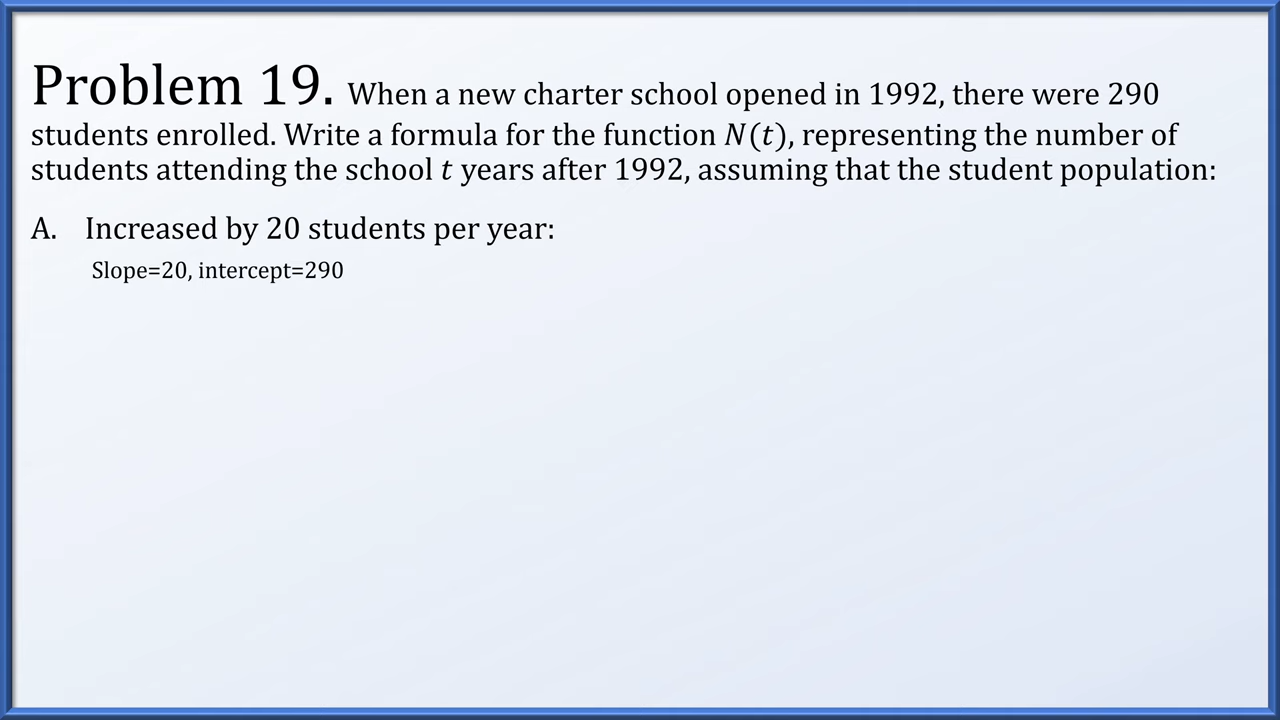 Problem 19. When a new charter school opened in 1992, there were 290
students enrolled. Write a formula for the function N(t), representing the number of
students attending the school t years after 1992, assuming that the student population:
A. Increased by 20 students per year:
Slope=20, intercept=290